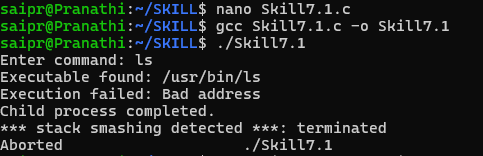 saipr@Pranathi:~/SKILL$ nano Skill7.1.c
saipr@Pranathi:~/SKILL$ gcc Skill7.1.c -o Skill7.1
saipr@Pranathi:~/SKILL$ ./Skill7.1
Enter command: ls
Executable found: /usr/bin/ls
Execution failed: Bad address
Child process completed.
*** stack smashing detected ***: terminated
Aborted                 ./Skill7.1